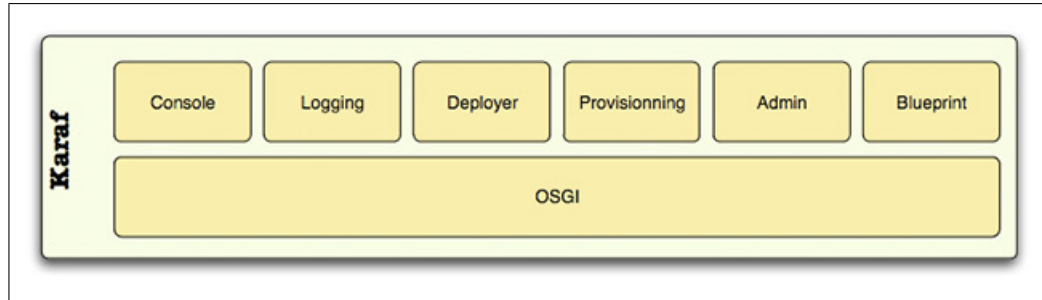 Karaf
Console
Logging
Deployer
Provisionning
Admin
Blueprint
OSGI